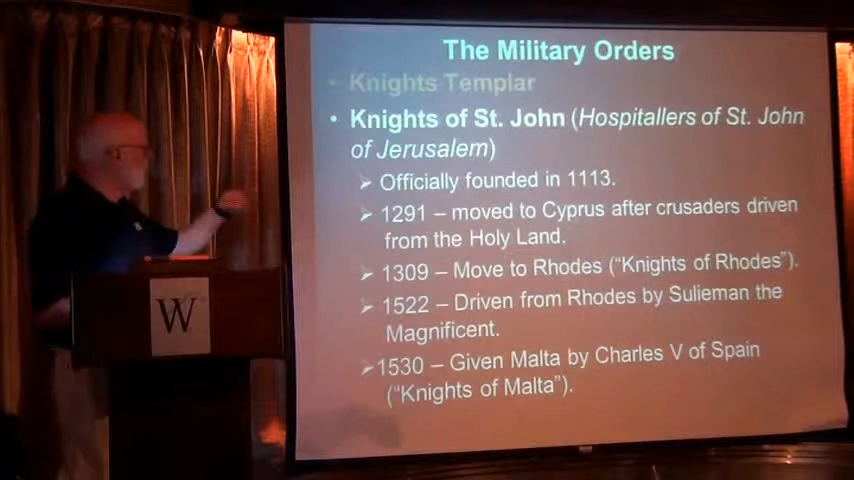 The Military Orders
• Knights Templar
• Knights of St. John (Hospitallers of St. John
of Jerusalem)
➢ Officially founded in 1113.
➢ 1291 – moved to Cyprus after crusaders driven
from the Holy Land.
➢ 1309 – Move to Rhodes (“Knights of Rhodes”).
➢ 1522 – Driven from Rhodes by Sulieman the
Magnificent.
➢ 1530 – Given Malta by Charles V of Spain
(“Knights of Malta”).
W